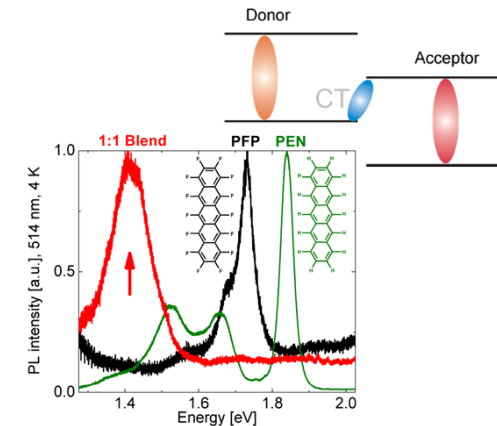 Donor
Acceptor
CT
1:1 Blend PFP PEN
F F
F F
F F
F F
F F
F F
F F
H H
H H
H H
H H
H H
H H
H H
PL intensity [a.u.], 514 nm, 4 K
1.0
0.5
0.0
1.4 1.6 1.8 2.0
Energy [eV]